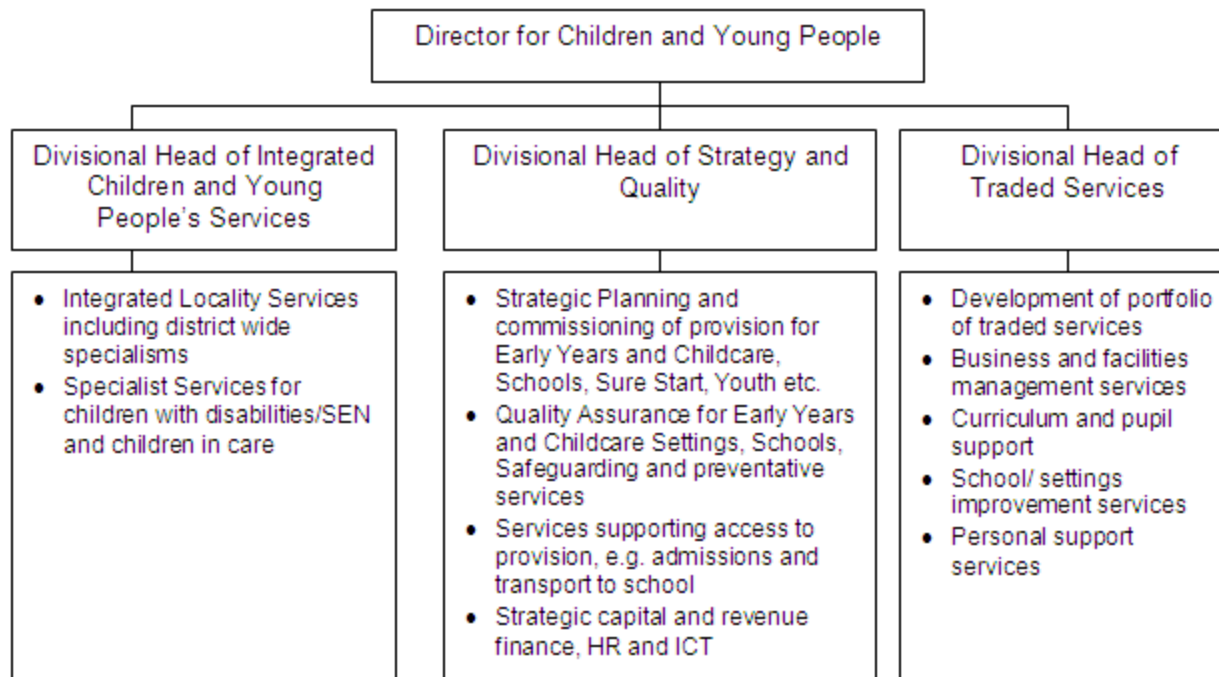 Director for Children and Young People
Divisional Head of Integrated
Children and Young
People's Services
Divisional Head of Strategy and
Quality
Divisional Head of
Traded Services
● Integrated Locality Services
including district wide
specialisms
● Specialist Services for
children with disabilities/SEN
and children in care
● Strategic Planning and
commissioning of provision for
Early Years and Childcare,
Schools, Sure Start, Youth etc.
● Quality Assurance for Early Years
and Childcare Settings, Schools,
Safeguarding and preventative
services
● Services supporting access to
provision, e.g. admissions and
transport to school
● Strategic capital and revenue
finance, HR and ICT
● Development of portfolio
of traded services
● Business and facilities
management services
● Curriculum and pupil
support
● School/ settings
improvement services
● Personal support
services